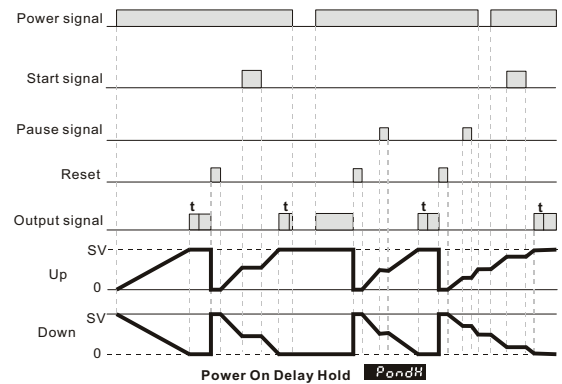 Power signal
Start signal
Pause signal
Reset
t t t t
Output signal
SV
Up
0
SV
Down
0
Power On Delay Hold PondH